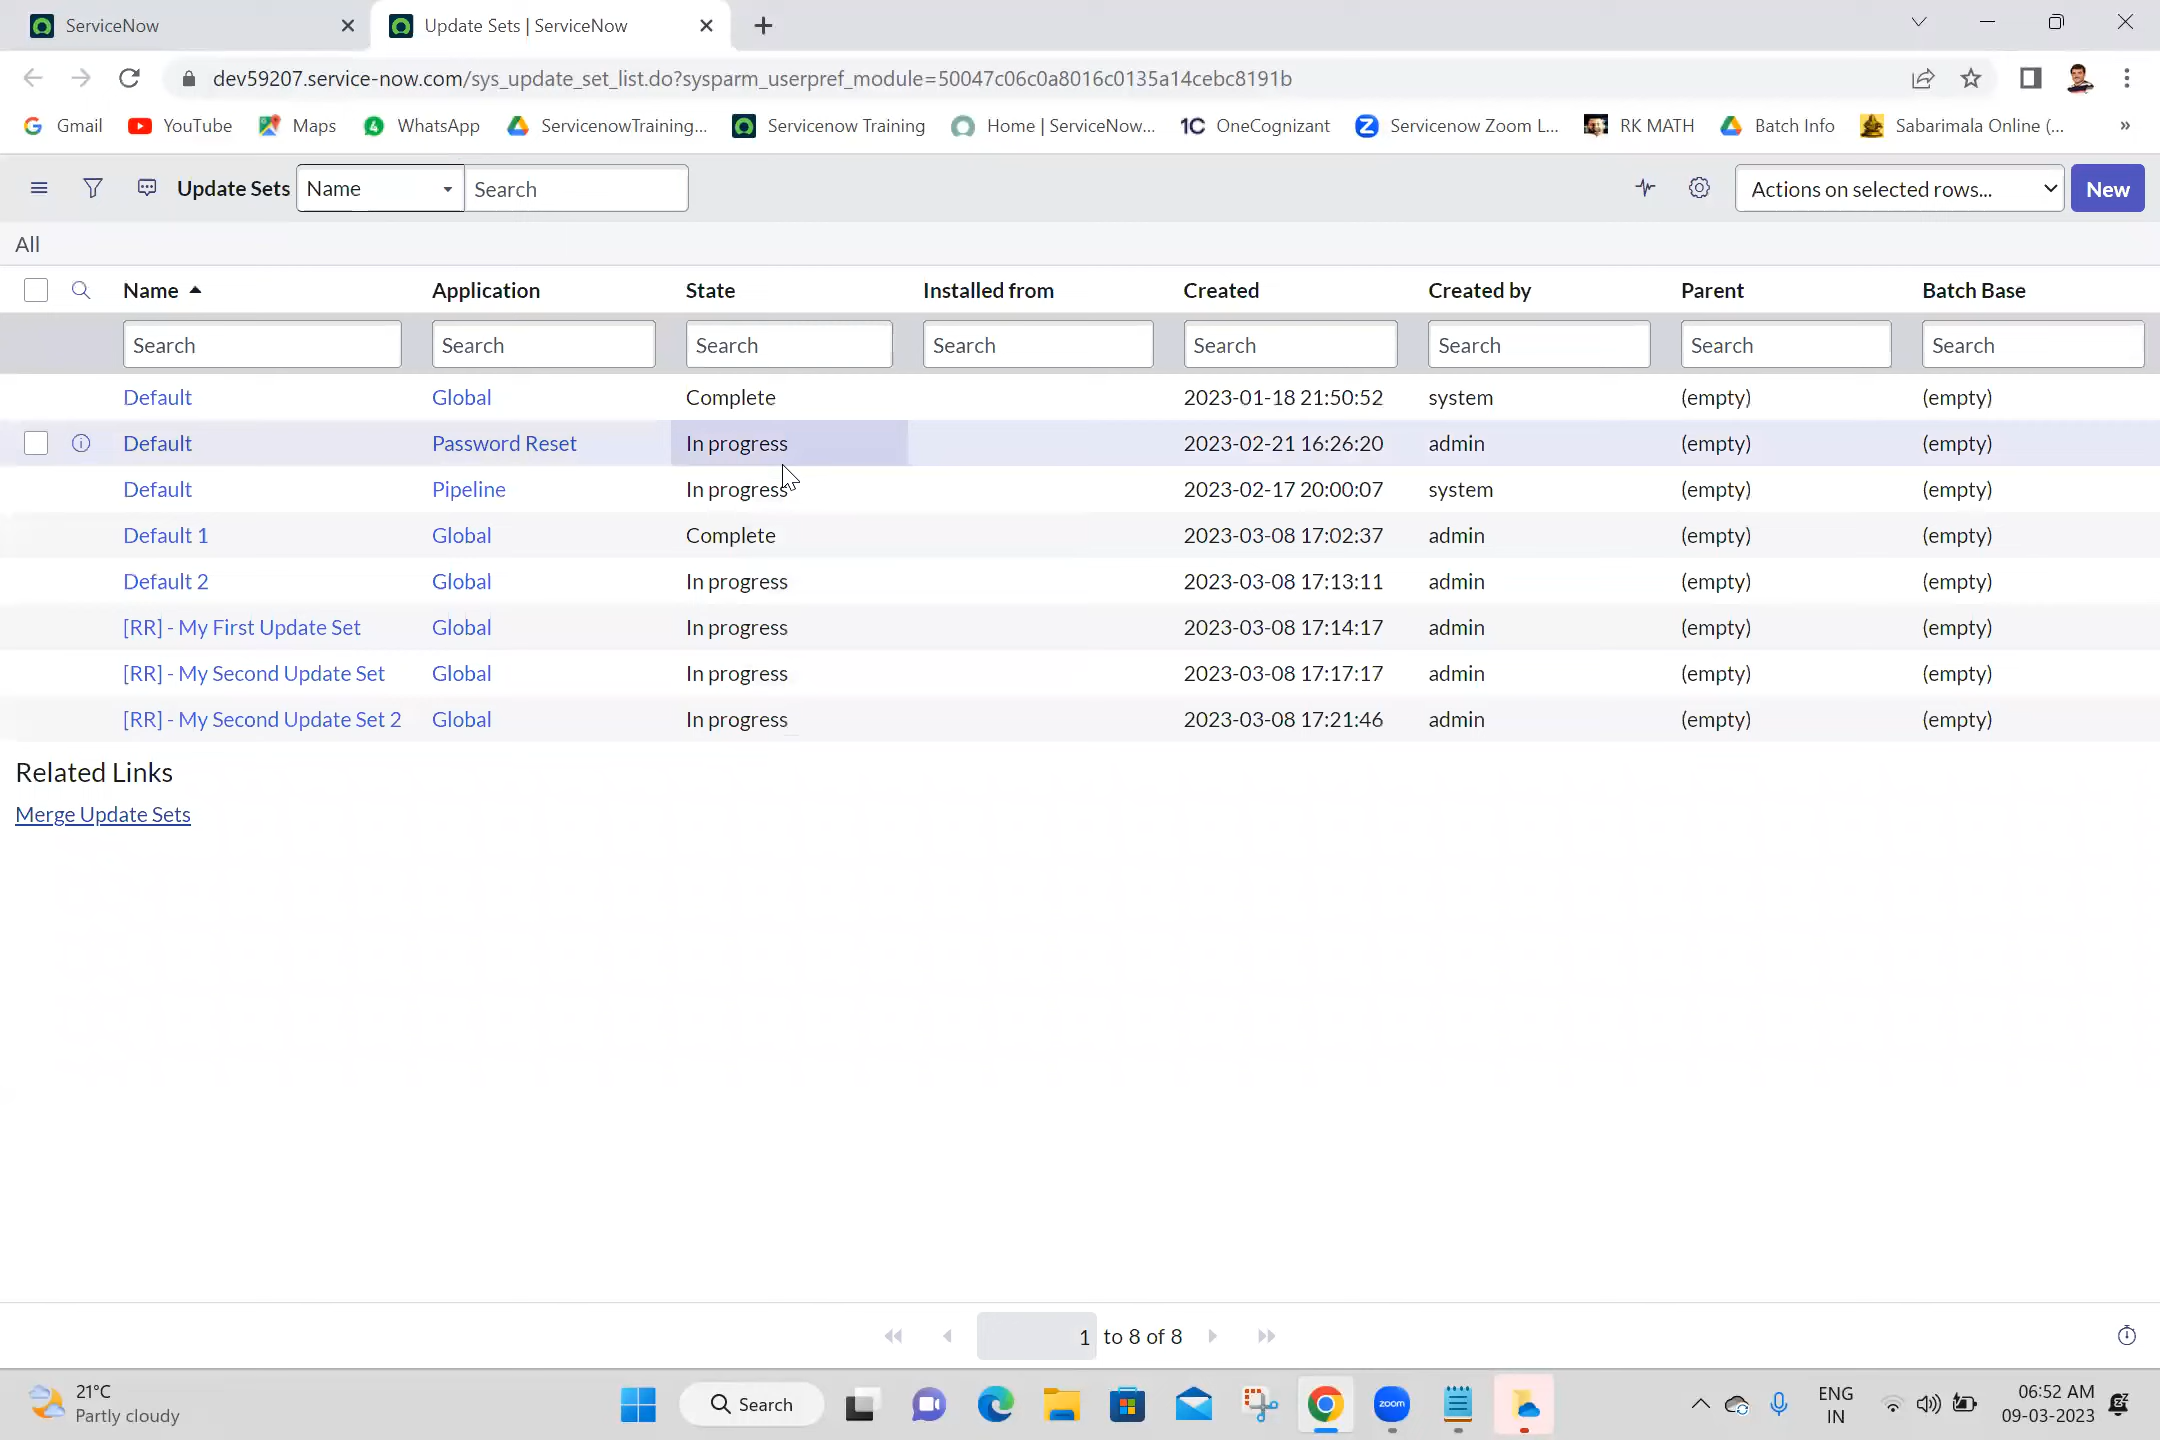 ServiceNow
Update Sets | ServiceNow
dev59207.service-now.com/sys_update_set_list.do?sysparm_userpref_module=50047c06c0a8016c0135a14cebc8191b
Gmail YouTube Maps WhatsApp ServicenowTraining... Servicenow Training Home | ServiceNow... 1C OneCognizant Servicenow Zoom L... RK MATH Batch Info Sabarimala Online (... »
Update Sets Name Search Actions on selected rows... New
All
Name Application State Installed from Created Created by Parent Batch Base
Search Search Search Search Search Search Search Search
Default Global Complete 2023-01-18 21:50:52 system (empty) (empty)
Default Password Reset In progress 2023-02-21 16:26:20 admin (empty) (empty)
Default Pipeline In progress 2023-02-17 20:00:07 system (empty) (empty)
Default 1 Global Complete 2023-03-08 17:02:37 admin (empty) (empty)
Default 2 Global In progress 2023-03-08 17:13:11 admin (empty) (empty)
[RR] - My First Update Set Global In progress 2023-03-08 17:14:17 admin (empty) (empty)
[RR] - My Second Update Set Global In progress 2023-03-08 17:17:17 admin (empty) (empty)
[RR] - My Second Update Set 2 Global In progress 2023-03-08 17:21:46 admin (empty) (empty)
Related Links
Merge Update Sets
1 to 8 of 8
21°C
Partly cloudy
Search
zoom
ENG
IN
06:52 AM
09-03-2023